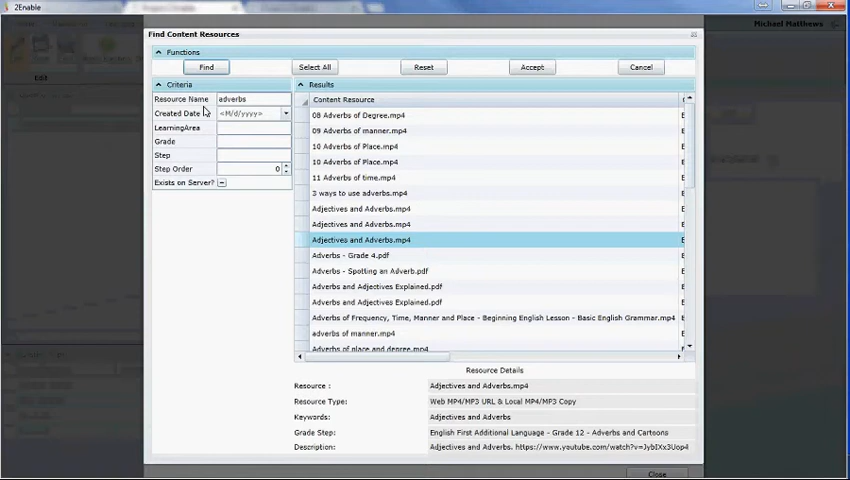 2Enable
Michael Matthews
Edit
Find Content Resources
Functions
Find
Select All
Reset
Accept
Cancel
Criteria
Results
Resource Name
adverbs
Created Date
<M/d/yyyy>
LearningArea
Grade
Step
Step Order
0
Exists on Server?
Content Resource
08 Adverbs of Degree.mp4
09 Adverbs of manner.mp4
10 Adverbs of Place.mp4
10 Adverbs of Place.mp4
11 Adverbs of time.mp4
3 ways to use adverbs.mp4
Adjectives and Adverbs.mp4
Adjectives and Adverbs.mp4
Adjectives and Adverbs.mp4
Adverbs - Grade 4.pdf
Adverbs - Spotting an Adverb.pdf
Adverbs and Adjectives Explained.pdf
Adverbs and Adjectives Explained.pdf
Adverbs of Frequency, Time, Manner and Place - Beginning English Lesson - Basic English Grammar.mp4
adverbs of manner.mp4
Adverbs of place and degree.mp4
Resource Details
Resource :
Adjectives and Adverbs.mp4
Resource Type:
Web MP4/MP3 URL & Local MP4/MP3 Copy
Keywords:
Adjectives and Adverbs
Grade Step:
English First Additional Language - Grade 12 - Adverbs and Cartoons
Description:
Adjectives and Adverbs. https://www.youtube.com/watch?v=JybIXx3Uop4
Close